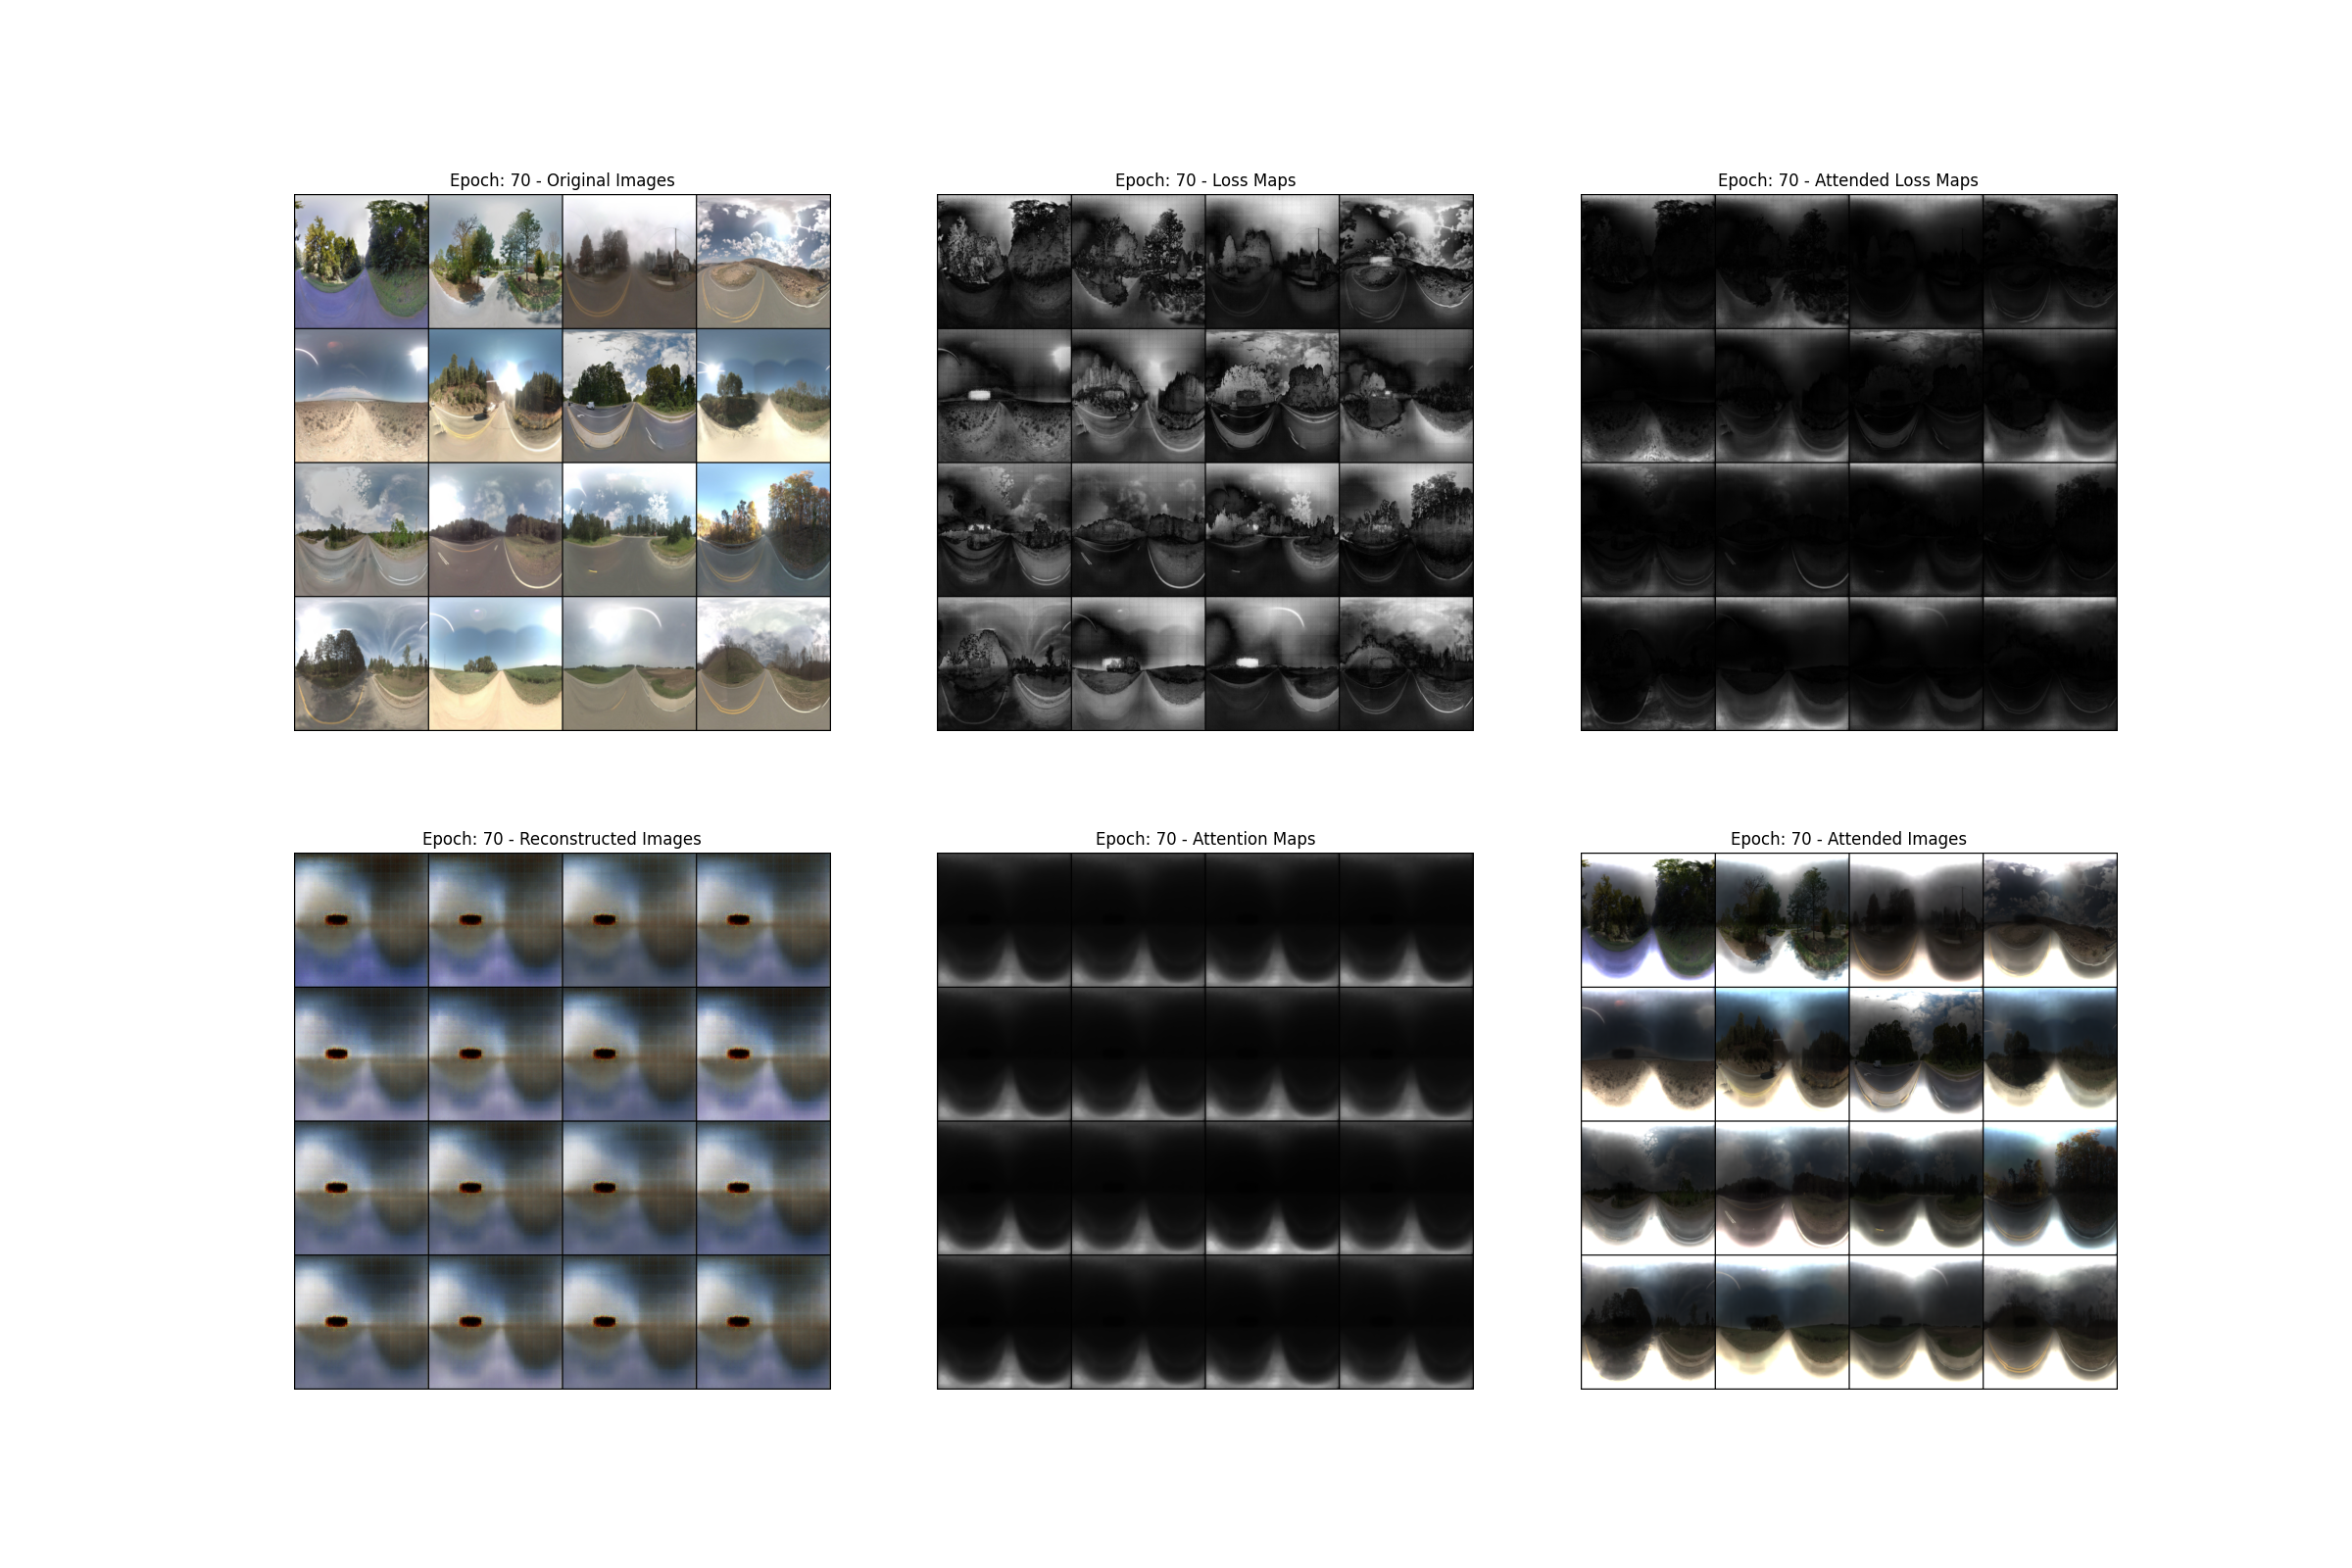 Epoch: 70 - Original Images
Epoch: 70 - Loss Maps
Epoch: 70 - Attended Loss Maps
Epoch: 70 - Reconstructed Images
Epoch: 70 - Attention Maps
Epoch: 70 - Attended Images